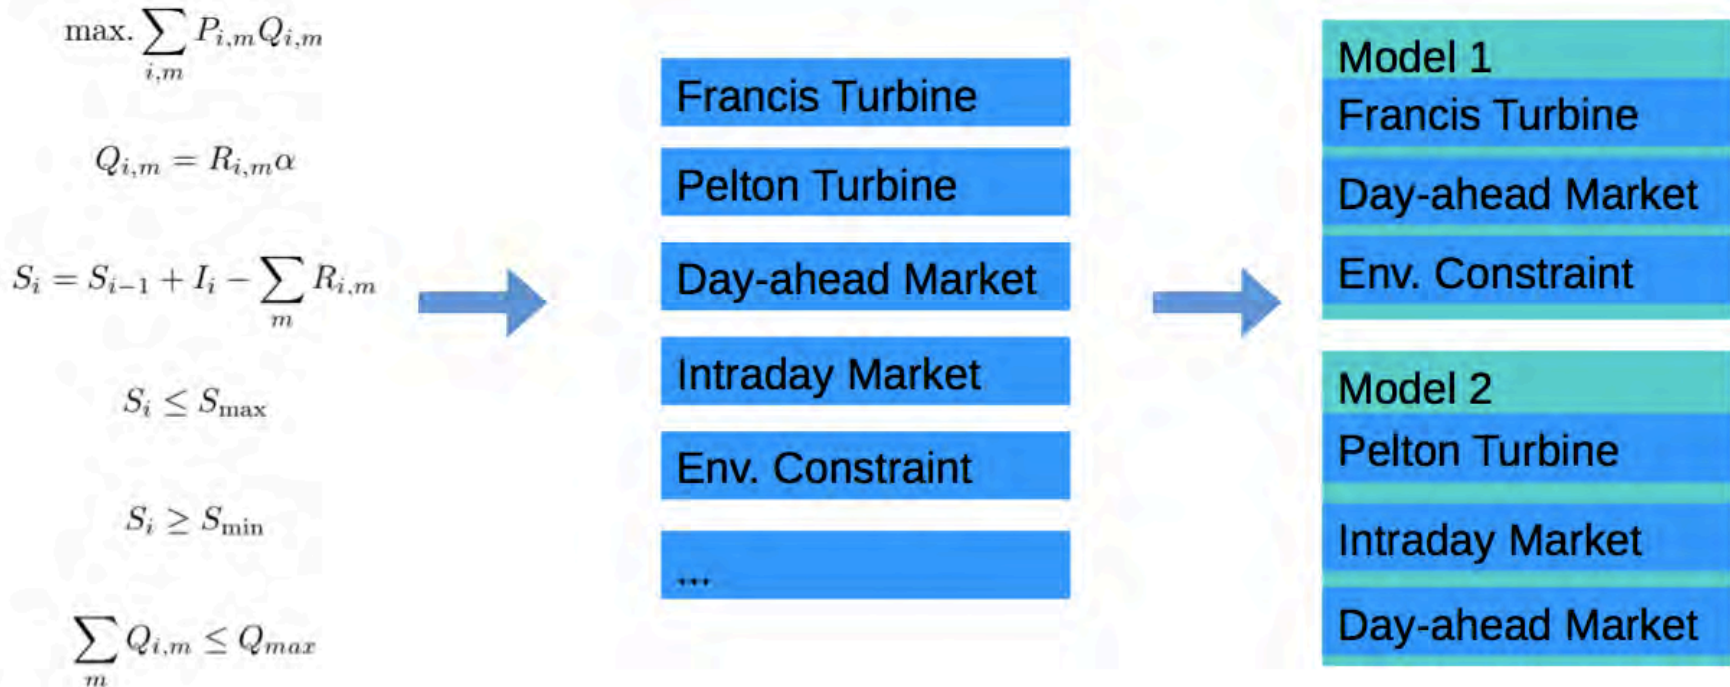 max. ∑_{i,m} P_{i,m}Q_{i,m}
Q_{i,m} = R_{i,m}α
S_i = S_{i−1} + I_i − ∑_m R_{i,m}
S_i ≤ S_max
S_i ≥ S_min
∑_m Q_{i,m} ≤ Q_{max}
Francis Turbine
Pelton Turbine
Day-ahead Market
Intraday Market
Env. Constraint
...
Model 1
Francis Turbine
Day-ahead Market
Env. Constraint
Model 2
Pelton Turbine
Intraday Market
Day-ahead Market